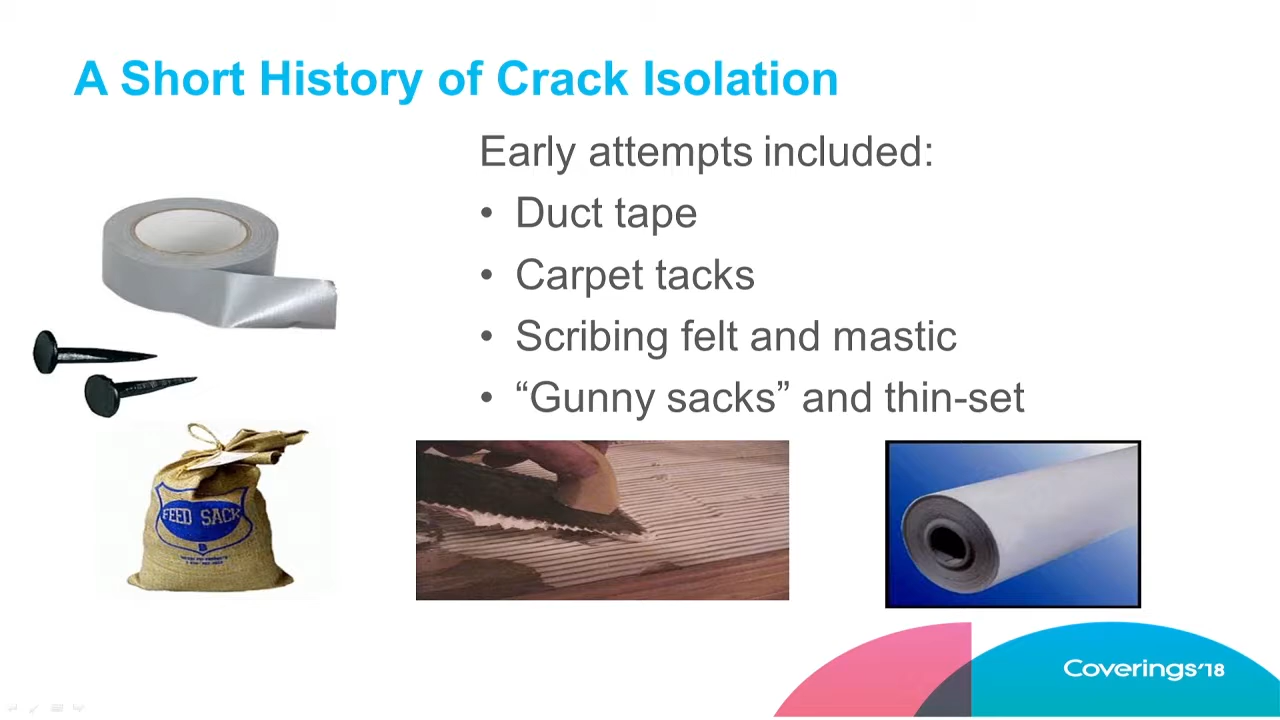 A Short History of Crack Isolation
Early attempts included:
• Duct tape
• Carpet tacks
• Scribing felt and mastic
• “Gunny sacks” and thin-set
FEED SACK
Coverings’18